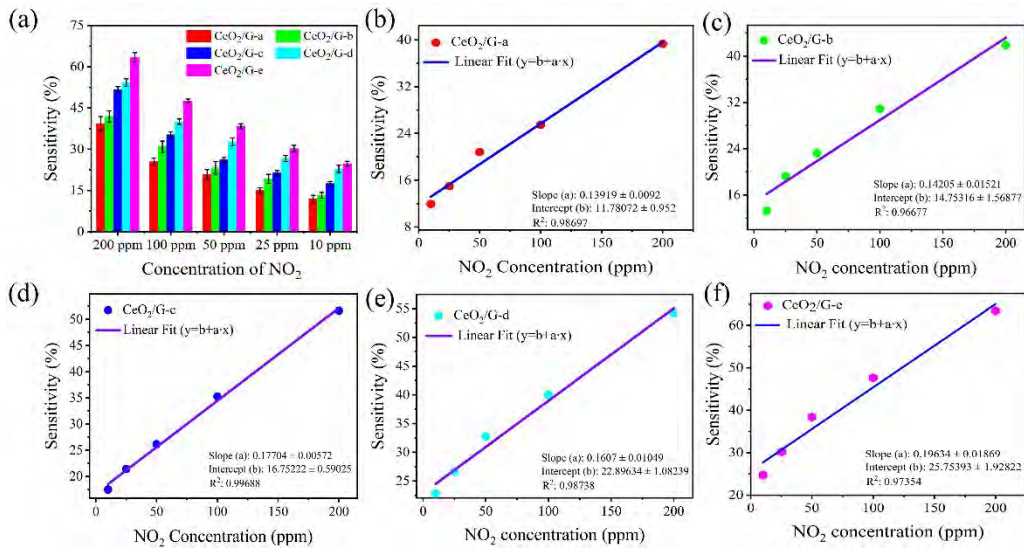 (a)
75
60
45
30
15
0
Sensitivity (%)
CeO2/G-a
CeO2/G-b
CeO2/G-c
CeO2/G-d
CeO2/G-e
200 ppm 100 ppm 50 ppm 25 ppm 10 ppm
Concentration of NO2
(b)
40
32
24
16
8
Sensitivity (%)
CeO2/G-a
Linear Fit (y=b+a·x)
Slope (a): 0.13919 ± 0.0092
Intercept (b): 11.78072 ± 0.952
R2: 0.98697
0 50 100 150 200
NO2 Concentration (ppm)
(c)
40
32
24
16
Sensitivity (%)
CeO2/G-b
Linear Fit (y=b+a·x)
Slope (a): 0.14205 ± 0.01521
Intercept (b): 14.75316 ± 1.56877
R2: 0.96677
0 50 100 150 200
NO2 concentration (ppm)
(d)
50
45
40
35
30
25
20
Sensitivity (%)
CeO2/G-c
Linear Fit (y=b+a·x)
Slope (a): 0.17704 ± 0.00572
Intercept (b): 16.75222 ± 0.59025
R2: 0.99688
0 50 100 150 200
NO2 Concentration (ppm)
(e)
55
50
45
40
35
30
25
Sensitivity (%)
CeO2/G-d
Linear Fit (y=b+a·x)
Slope (a): 0.1607 ± 0.01049
Intercept (b): 22.89634 ± 1.08239
R2: 0.98738
0 50 100 150 200
NO2 concentration (ppm)
(f)
60
50
40
30
20
Sensitivity (%)
CeO2/G-e
Linear Fit (y=b+a·x)
Slope (a): 0.19634 ± 0.01869
Intercept (b): 25.75393 ± 1.92822
R2: 0.97354
0 50 100 150 200
NO2 concentration (ppm)